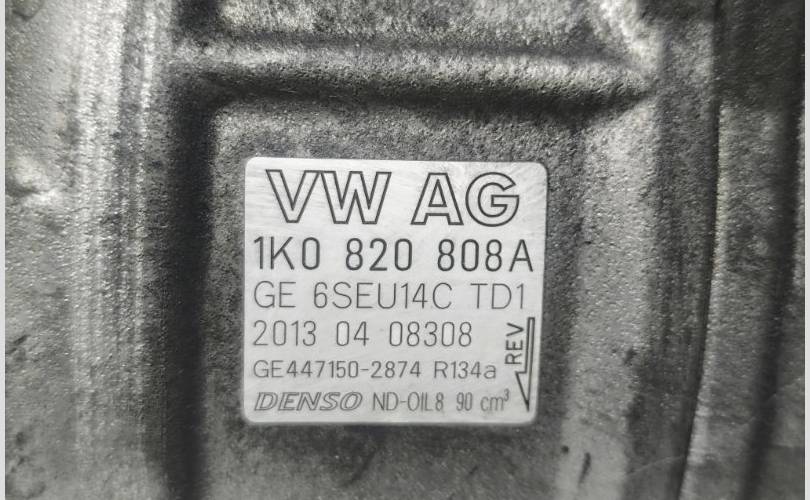 VW AG
1K0 820 808A
GE 6SEU14C TD1
2013 04 08308
REV
GE447150-2874 R134a
DENSO ND-OIL8 90 cm³